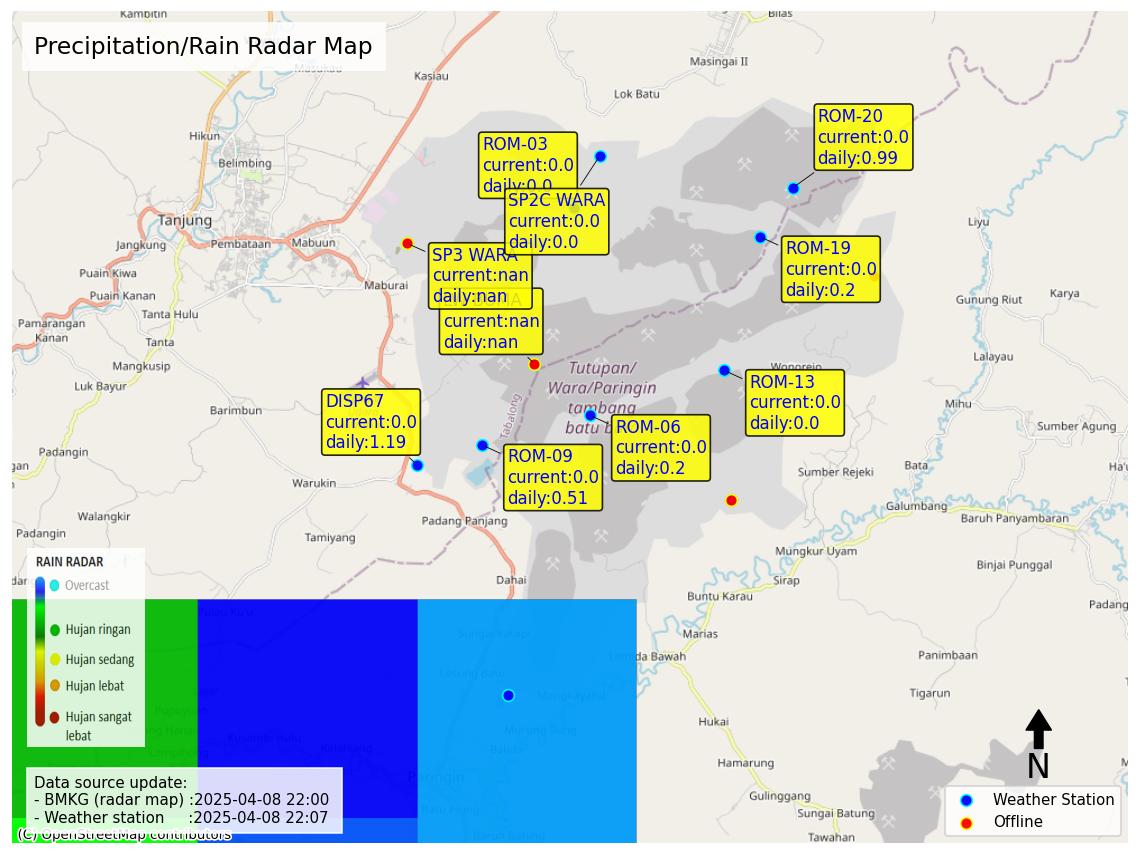 Kambitin
Bilas
Precipitation/Rain Radar Map
Masukau
Masingai II
Kasiau
Lok Batu
Hikun
Belimbing
ROM-03
current:0.0
daily:0.0
ROM-20
current:0.0
daily:0.99
SP2C WARA
current:0.0
daily:0.0
Tanjung
Jangkung
Pembataan
Mabuun
Liyu
SP3 WARA
current:nan
daily:nan
ROM-19
current:0.0
daily:0.2
Puain Kiwa
Puain Kanan
Maburai
Tanta Hulu
Gunung Riut
Karya
current:nan
daily:nan
Pamarangan
Kanan
Tanta
Mangkusip
Luk Bayur
Lalayau
Tutupan/
Wara/Paringin
tambang
batu b
Wonorejo
ROM-13
current:0.0
daily:0.0
Barimbun
DISP67
current:0.0
daily:1.19
Tabalong
Mihu
ROM-06
current:0.0
daily:0.2
Sumber Agung
ROM-09
current:0.0
daily:0.51
gan
Bata
Sumber Rejeki
Warukin
Galumbang
Walangkir
Padang Panjang
Baruh Panyambaran
Padangin
Tamiyang
Mungkur Uyam
Binjai Punggal
RAIN RADAR
Overcast
Hujan ringan
Hujan sedang
Hujan lebat
Hujan sangat
lebat
dar
Dahai
Sirap
Buntu Karau
Padang
Marias
Bawah
Panimbaan
Tigarun
Mangkayahu
Murung Bung
Hukai
Paringin
Hamarung
N
Gulinggang
Sungai Batung
Tawahan
Data source update:
- BMKG (radar map) :2025-04-08 22:00
- Weather station :2025-04-08 22:07
(C) OpenStreetMap contributors
Weather Station
Offline